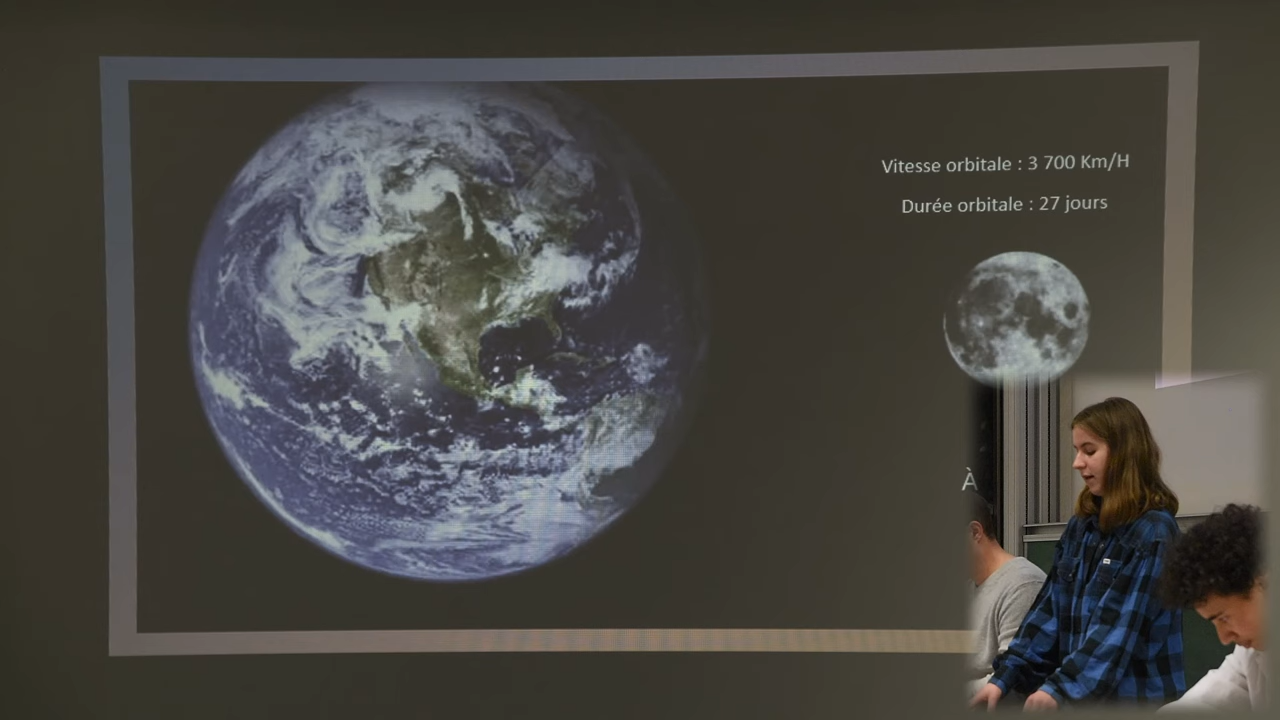 Vitesse orbitale : 3 700 Km/H
Durée orbitale : 27 jours
À